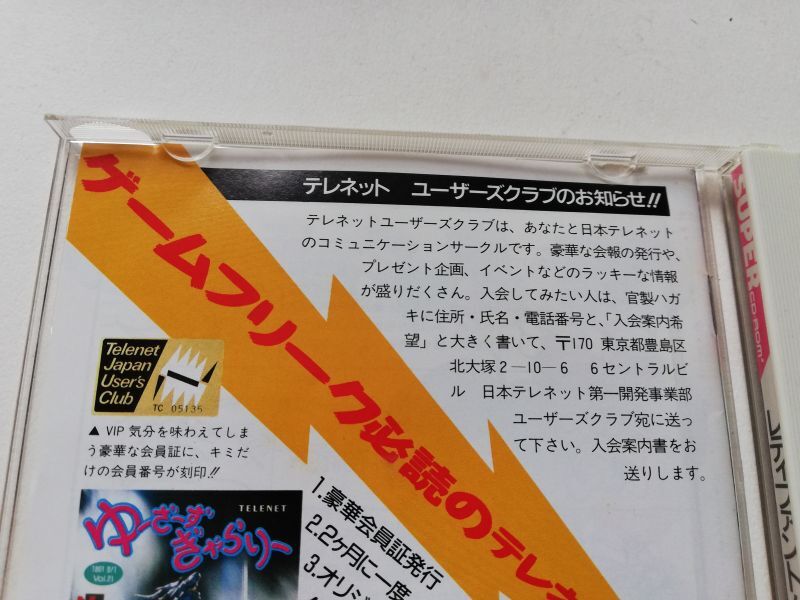 テレネット ユーザーズクラブのお知らせ!!
テレネットユーザーズクラブは、あなたと日本テレネット
のコミュニケーションサークルです。豪華な会報の発行や、
プレゼント企画、イベントなどのラッキーな情報
が盛りだくさん。入会してみたい人は、官製ハガ
キに住所・氏名・電話番号と、「入会案内希
望」と大きく書いて、〒170 東京都豊島区
北大塚2-10-6 6セントラルビ
ル 日本テレネット第一開発事業部
ユーザーズクラブ宛に送っ
て下さい。入会案内書をお
送りします。
ゲームフリーク必読のテレネ
Telenet
Japan
User's
Club
TC 05135
▲ VIP 気分を味わえてしま
う豪華な会員証に、キミだ
けの会員番号が刻印!!
TELENET
ゆーざーず
ぎゃらりー
Vol.21
1.豪華会員証発行
2.2ヶ月に一度
3.オリジ
SUPER
CD-ROM²